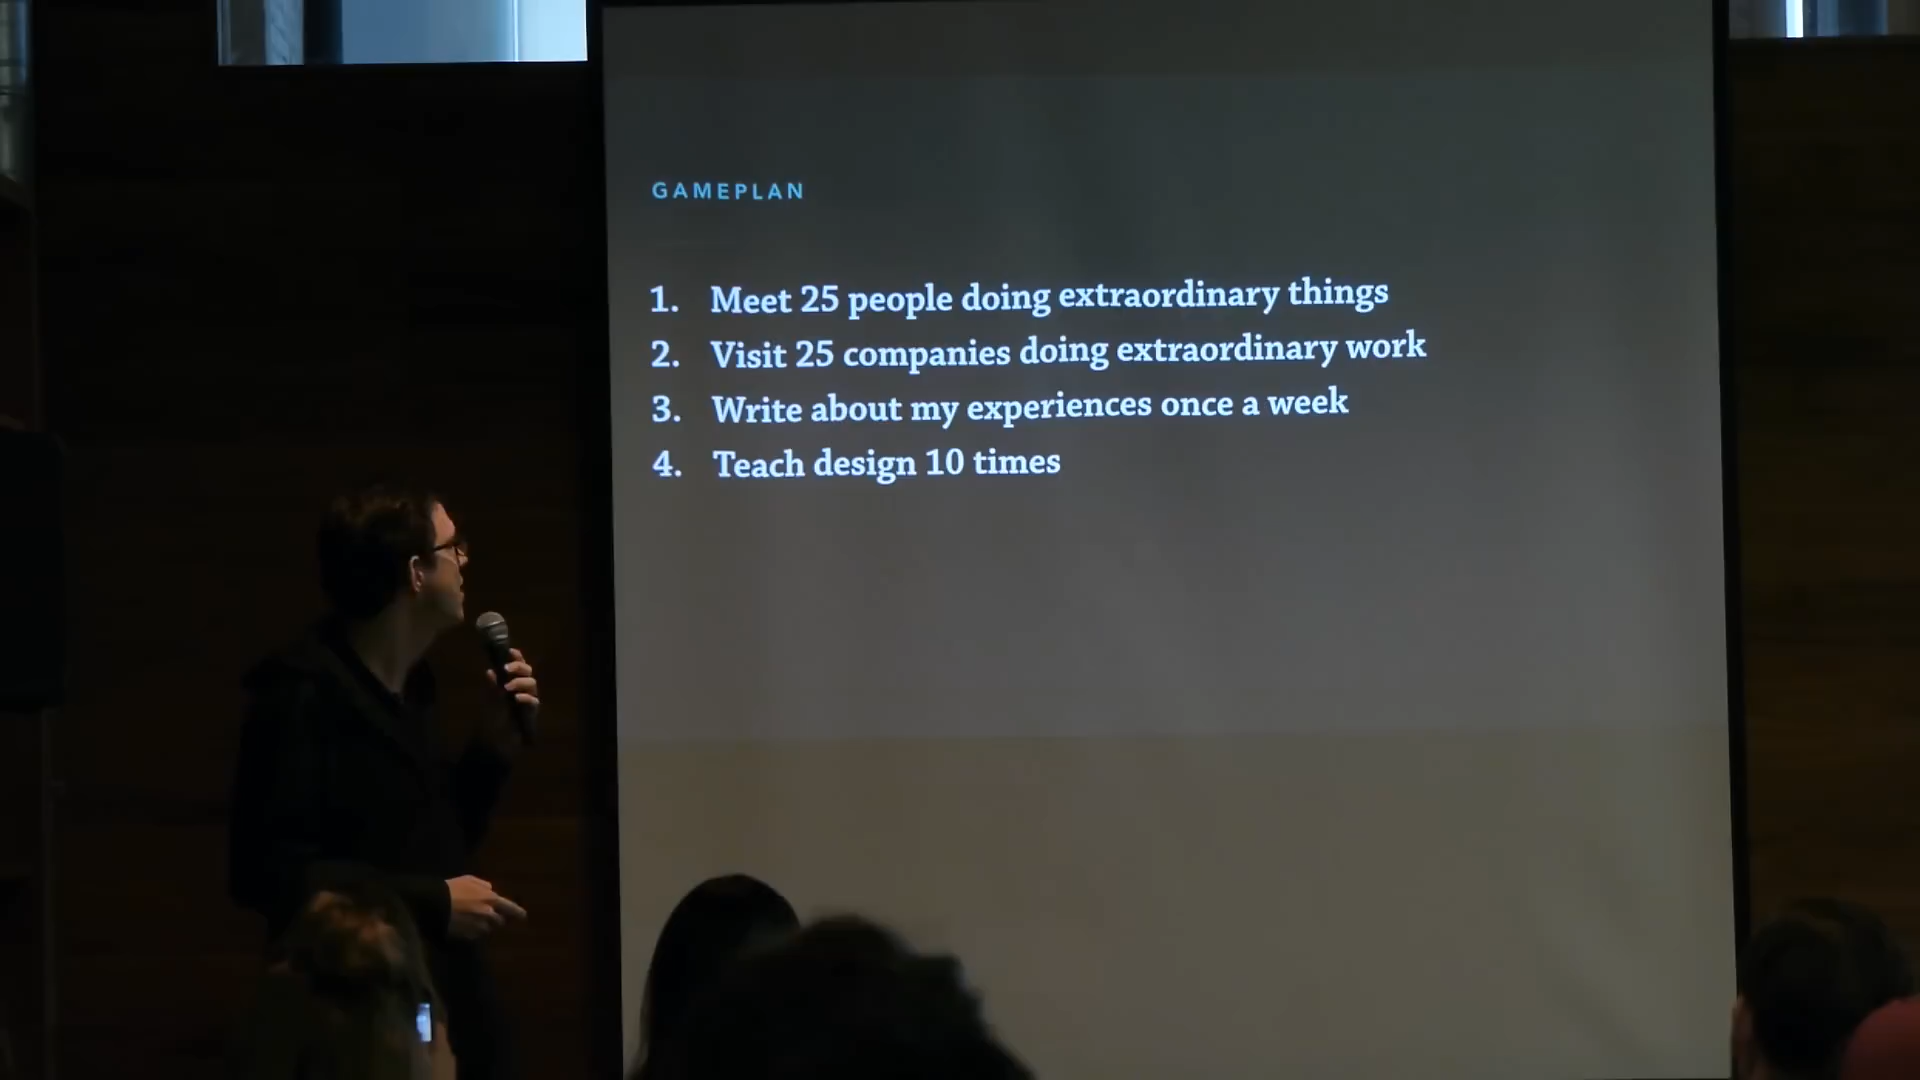 GAMEPLAN
1. Meet 25 people doing extraordinary things
2. Visit 25 companies doing extraordinary work
3. Write about my experiences once a week
4. Teach design 10 times